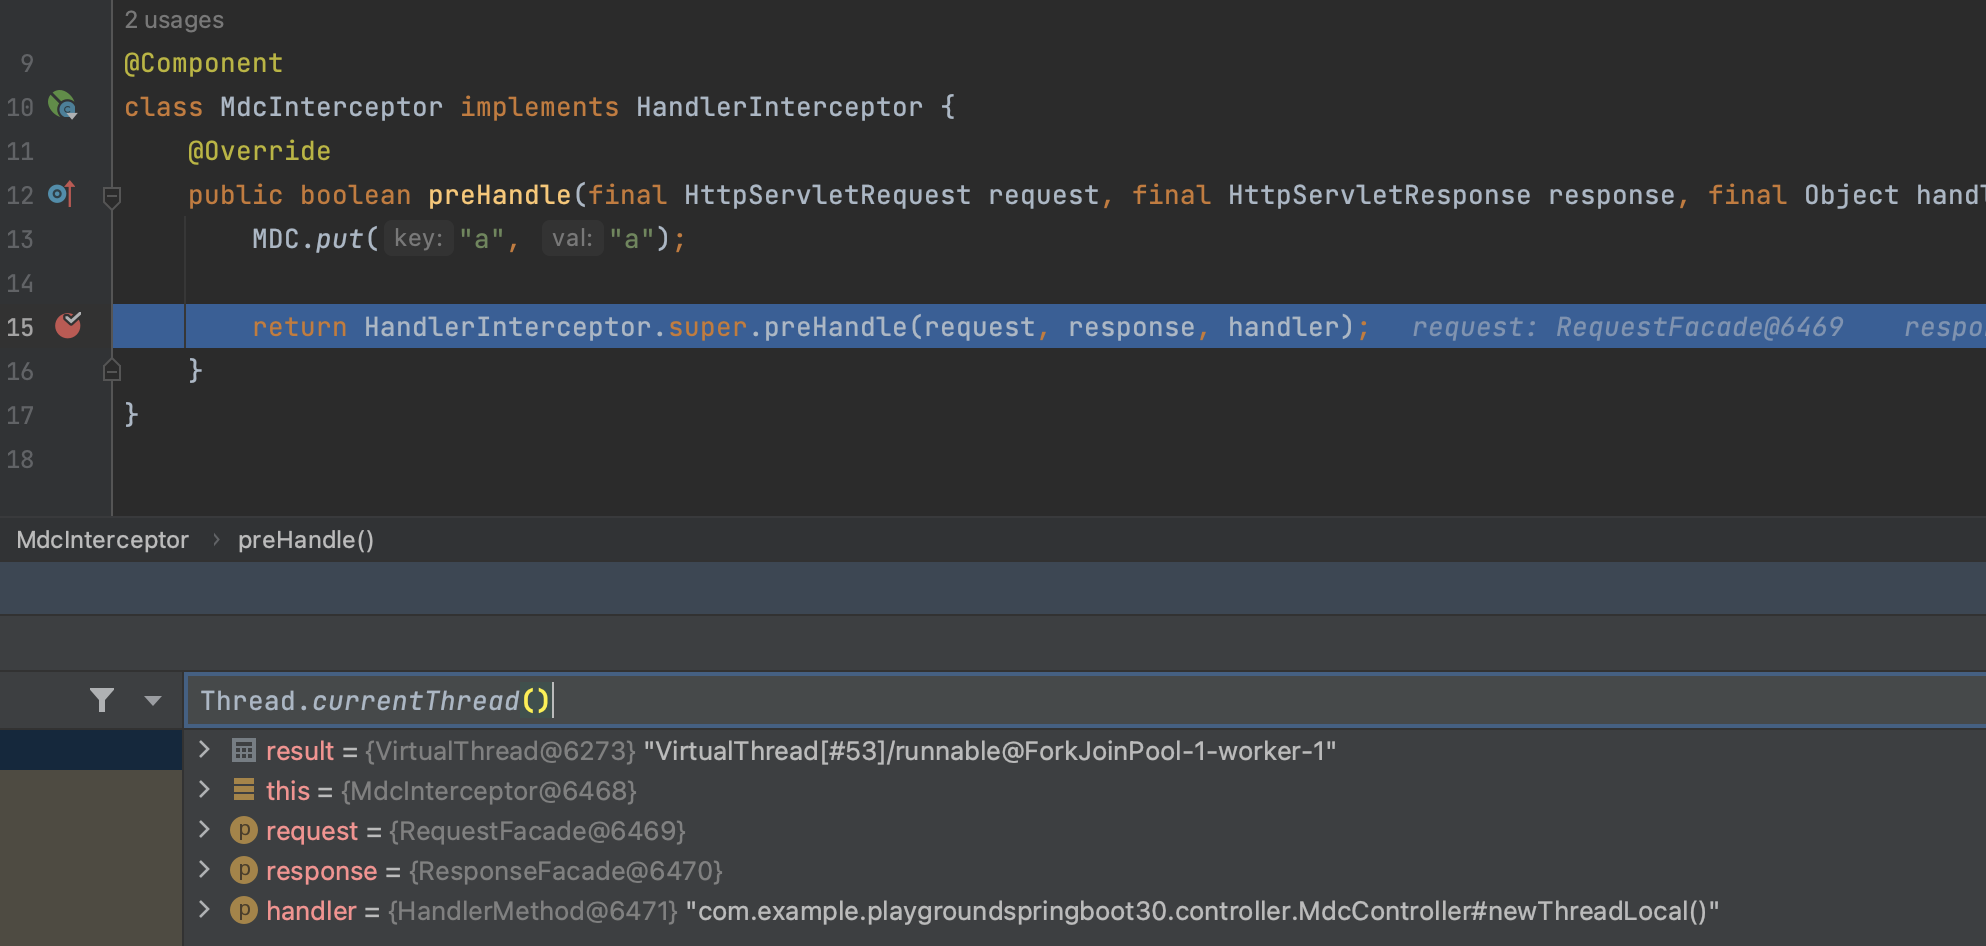 2 usages
9 @Component
10 class MdcInterceptor implements HandlerInterceptor {
11 @Override
12 public boolean preHandle(final HttpServletRequest request, final HttpServletResponse response, final Object handl
13 MDC.put( key: "a", val: "a");
14
15 return HandlerInterceptor.super.preHandle(request, response, handler); request: RequestFacade@6469 respo
16 }
17 }
18
MdcInterceptor › preHandle()
Thread.currentThread()
result = {VirtualThread@6273} "VirtualThread[#53]/runnable@ForkJoinPool-1-worker-1"
this = {MdcInterceptor@6468}
p request = {RequestFacade@6469}
p response = {ResponseFacade@6470}
p handler = {HandlerMethod@6471} "com.example.playgroundspringboot30.controller.MdcController#newThreadLocal()"